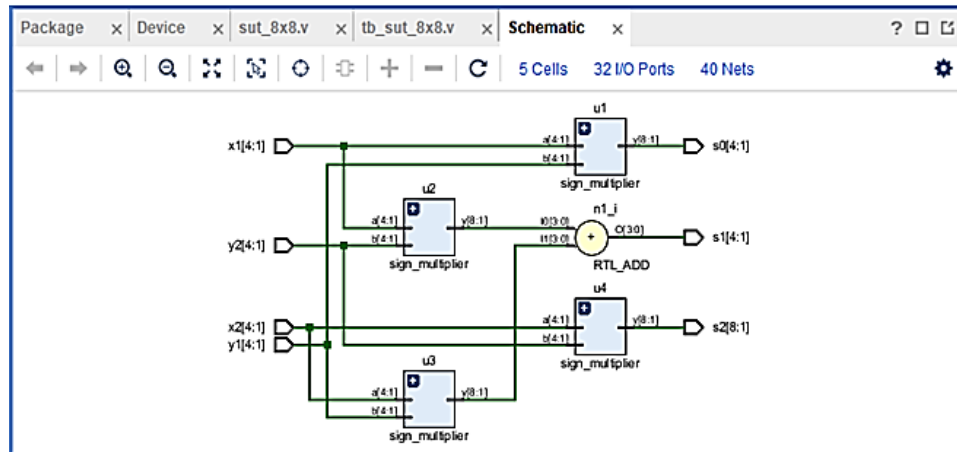 Package × Device × sut_8x8.v × tb_sut_8x8.v × Schematic × ?
5 Cells 32 I/O Ports 40 Nets
u1
x1[4:1] a[4:1] y[8:1] s0[4:1]
b[4:1]
sign_multiplier
u2
n1_i
a[4:1] y[8:1] I0[3:0] O[3:0] s1[4:1]
y2[4:1] b[4:1] I1[3:0] +
sign_multiplier RTL_ADD
u4
x2[4:1] a[4:1] y[8:1] s2[8:1]
y1[4:1] b[4:1]
u3 sign_multiplier
a[4:1] y[8:1]
b[4:1]
sign_multiplier